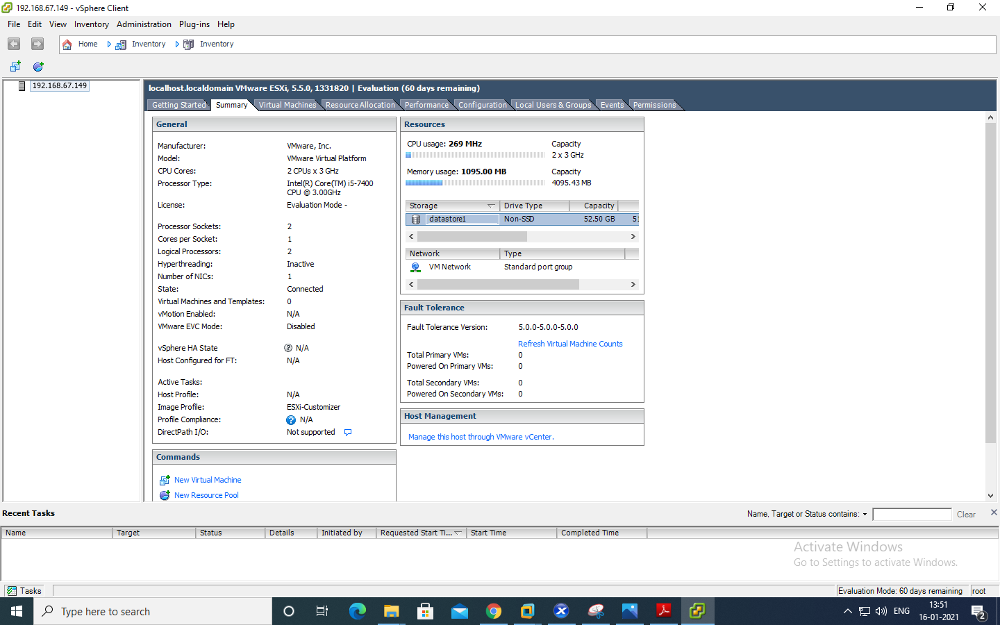 192.168.67.149 - vSphere Client
File Edit View Inventory Administration Plug-ins Help
Home Inventory Inventory
192.168.67.149
localhost.localdomain VMware ESXi, 5.5.0, 1331820 | Evaluation (60 days remaining)
Getting Started Summary Virtual Machines Resource Allocation Performance Configuration Local Users & Groups Events Permissions
General
Manufacturer: VMware, Inc.
Model: VMware Virtual Platform
CPU Cores: 2 CPUs x 3 GHz
Processor Type: Intel(R) Core(TM) i5-7400
CPU @ 3.00GHz
License: Evaluation Mode -
Processor Sockets: 2
Cores per Socket: 1
Logical Processors: 2
Hyperthreading: Inactive
Number of NICs: 1
State: Connected
Virtual Machines and Templates: 0
vMotion Enabled: N/A
VMware EVC Mode: Disabled
vSphere HA State N/A
Host Configured for FT: N/A
Active Tasks:
Host Profile: N/A
Image Profile: ESXi-Customizer
Profile Compliance: N/A
DirectPath I/O: Not supported
Commands
New Virtual Machine
New Resource Pool
Resources
CPU usage: 269 MHz Capacity
2 x 3 GHz
Memory usage: 1095.00 MB Capacity
4095.43 MB
Storage Drive Type Capacity
datastore1 Non-SSD 52.50 GB 51
Network Type
VM Network Standard port group
Fault Tolerance
Fault Tolerance Version: 5.0.0-5.0.0-5.0.0
Refresh Virtual Machine Counts
Total Primary VMs: 0
Powered On Primary VMs: 0
Total Secondary VMs: 0
Powered On Secondary VMs: 0
Host Management
Manage this host through VMware vCenter.
Recent Tasks
Name, Target or Status contains: Clear
Name Target Status Details Initiated by Requested Start Ti... Start Time Completed Time
Activate Windows
Go to Settings to activate Windows.
Tasks
Evaluation Mode: 60 days remaining root
Type here to search
ENG
13:51
16-01-2021
2